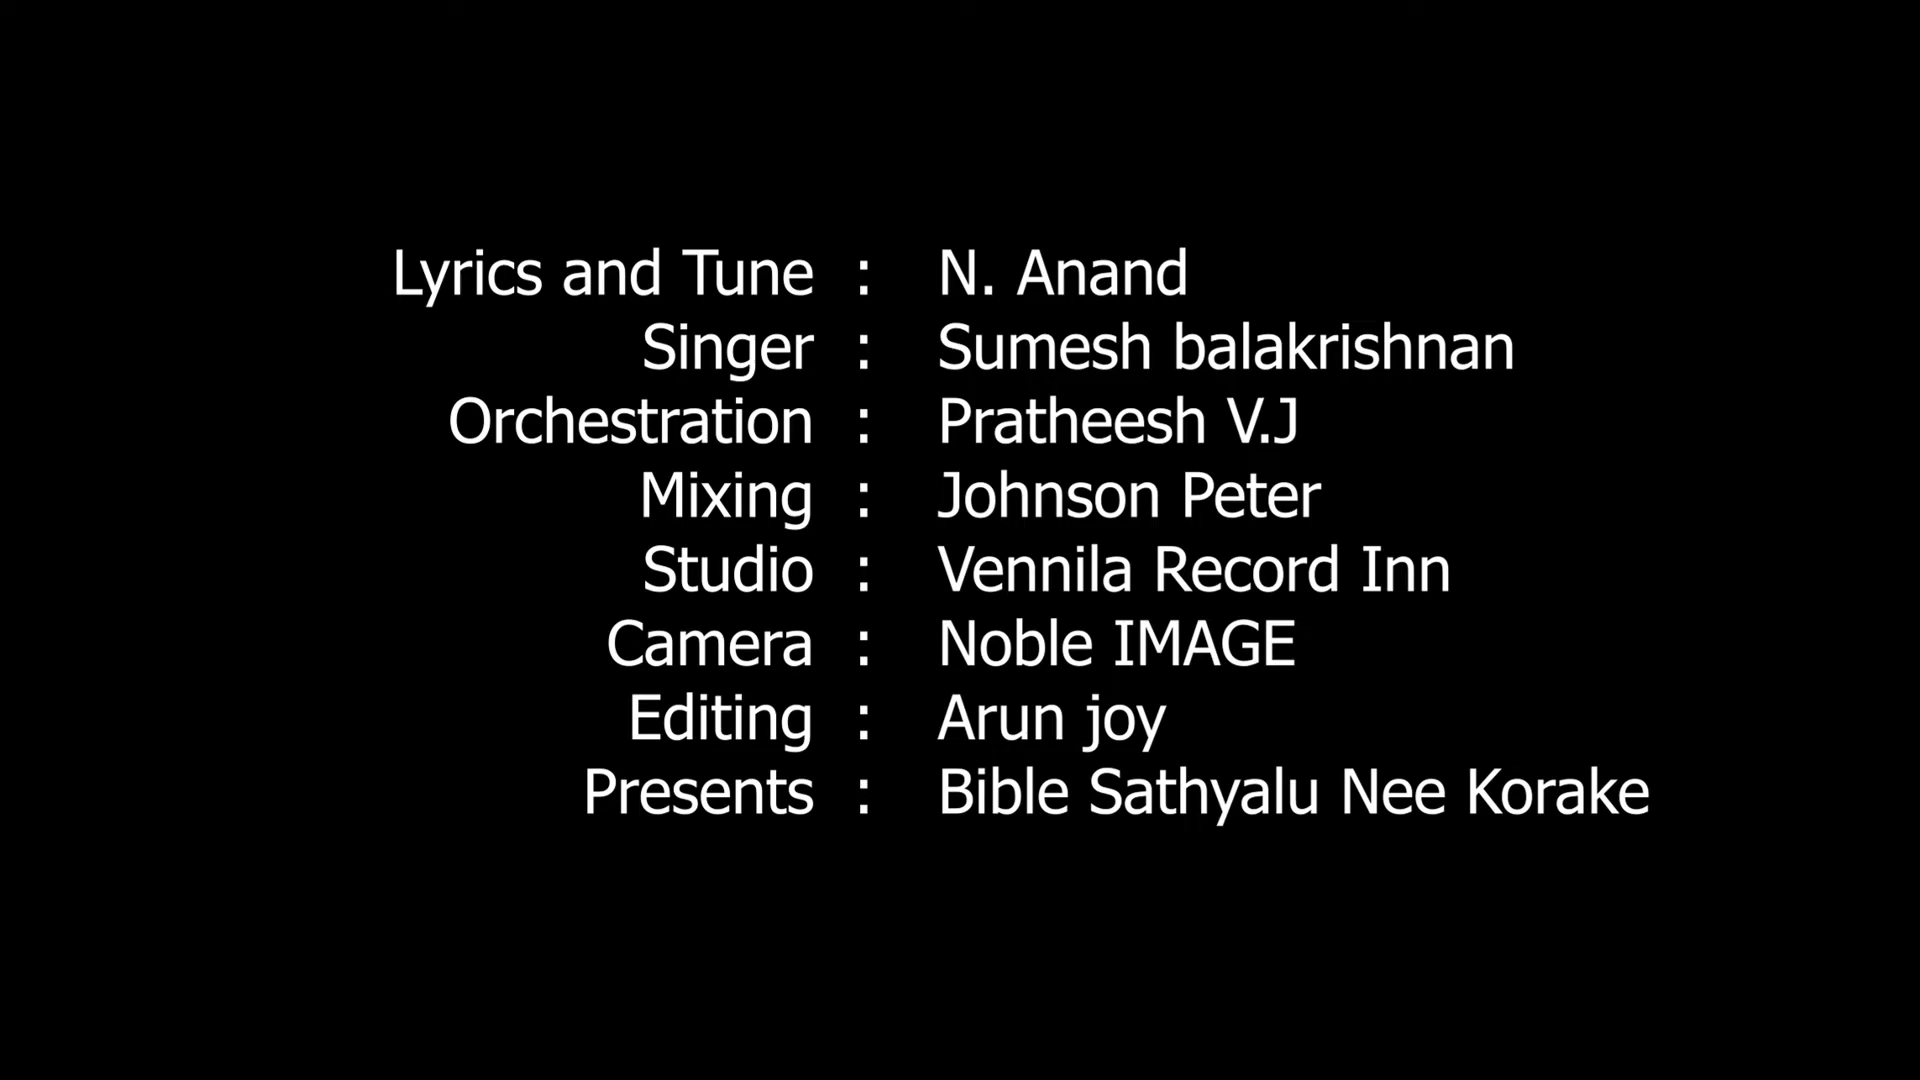 Lyrics and Tune : N. Anand
Singer : Sumesh balakrishnan
Orchestration : Pratheesh V.J
Mixing : Johnson Peter
Studio : Vennila Record Inn
Camera : Noble IMAGE
Editing : Arun joy
Presents : Bible Sathyalu Nee Korake